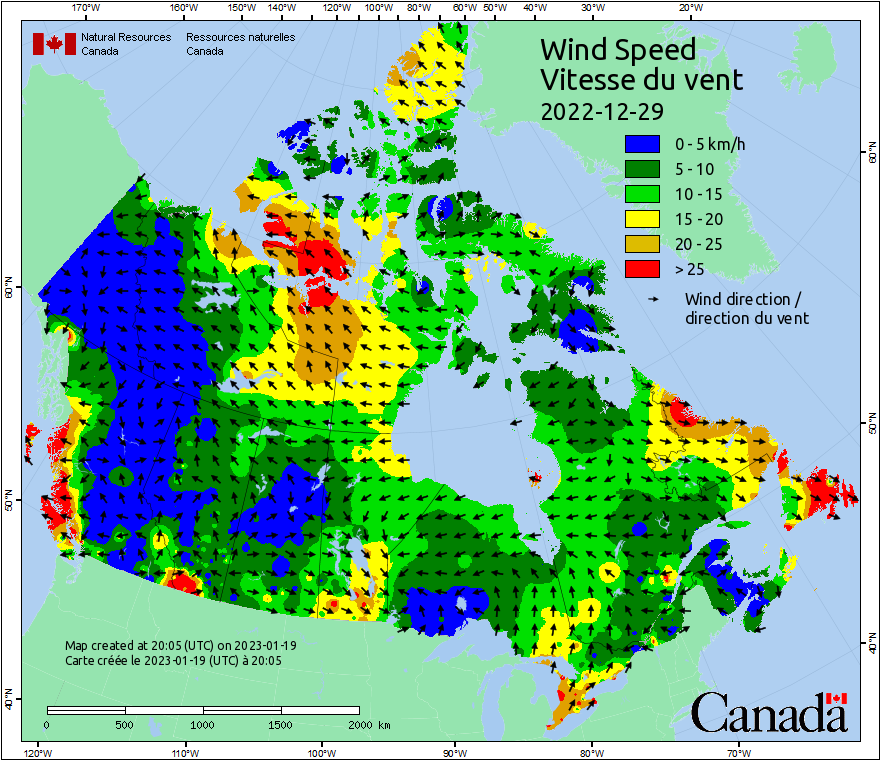 170°W 160°W 150°W 140°W 130°W 120°W 110°W 100°W 90°W 80°W 70°W 60°W 50°W 40°W 30°W 20°W
Natural Resources Canada
Ressources naturelles Canada
Wind Speed
Vitesse du vent
2022-12-29
0 - 5 km/h
5 - 10
10 - 15
15 - 20
20 - 25
> 25
Wind direction /
direction du vent
60°N
60°N
50°N
50°N
40°N
40°N
Map created at 20:05 (UTC) on 2023-01-19
Carte créée le 2023-01-19 (UTC) à 20:05
0 500 1000 1500 2000 km
Canada
120°W 110°W 100°W 90°W 80°W 70°W